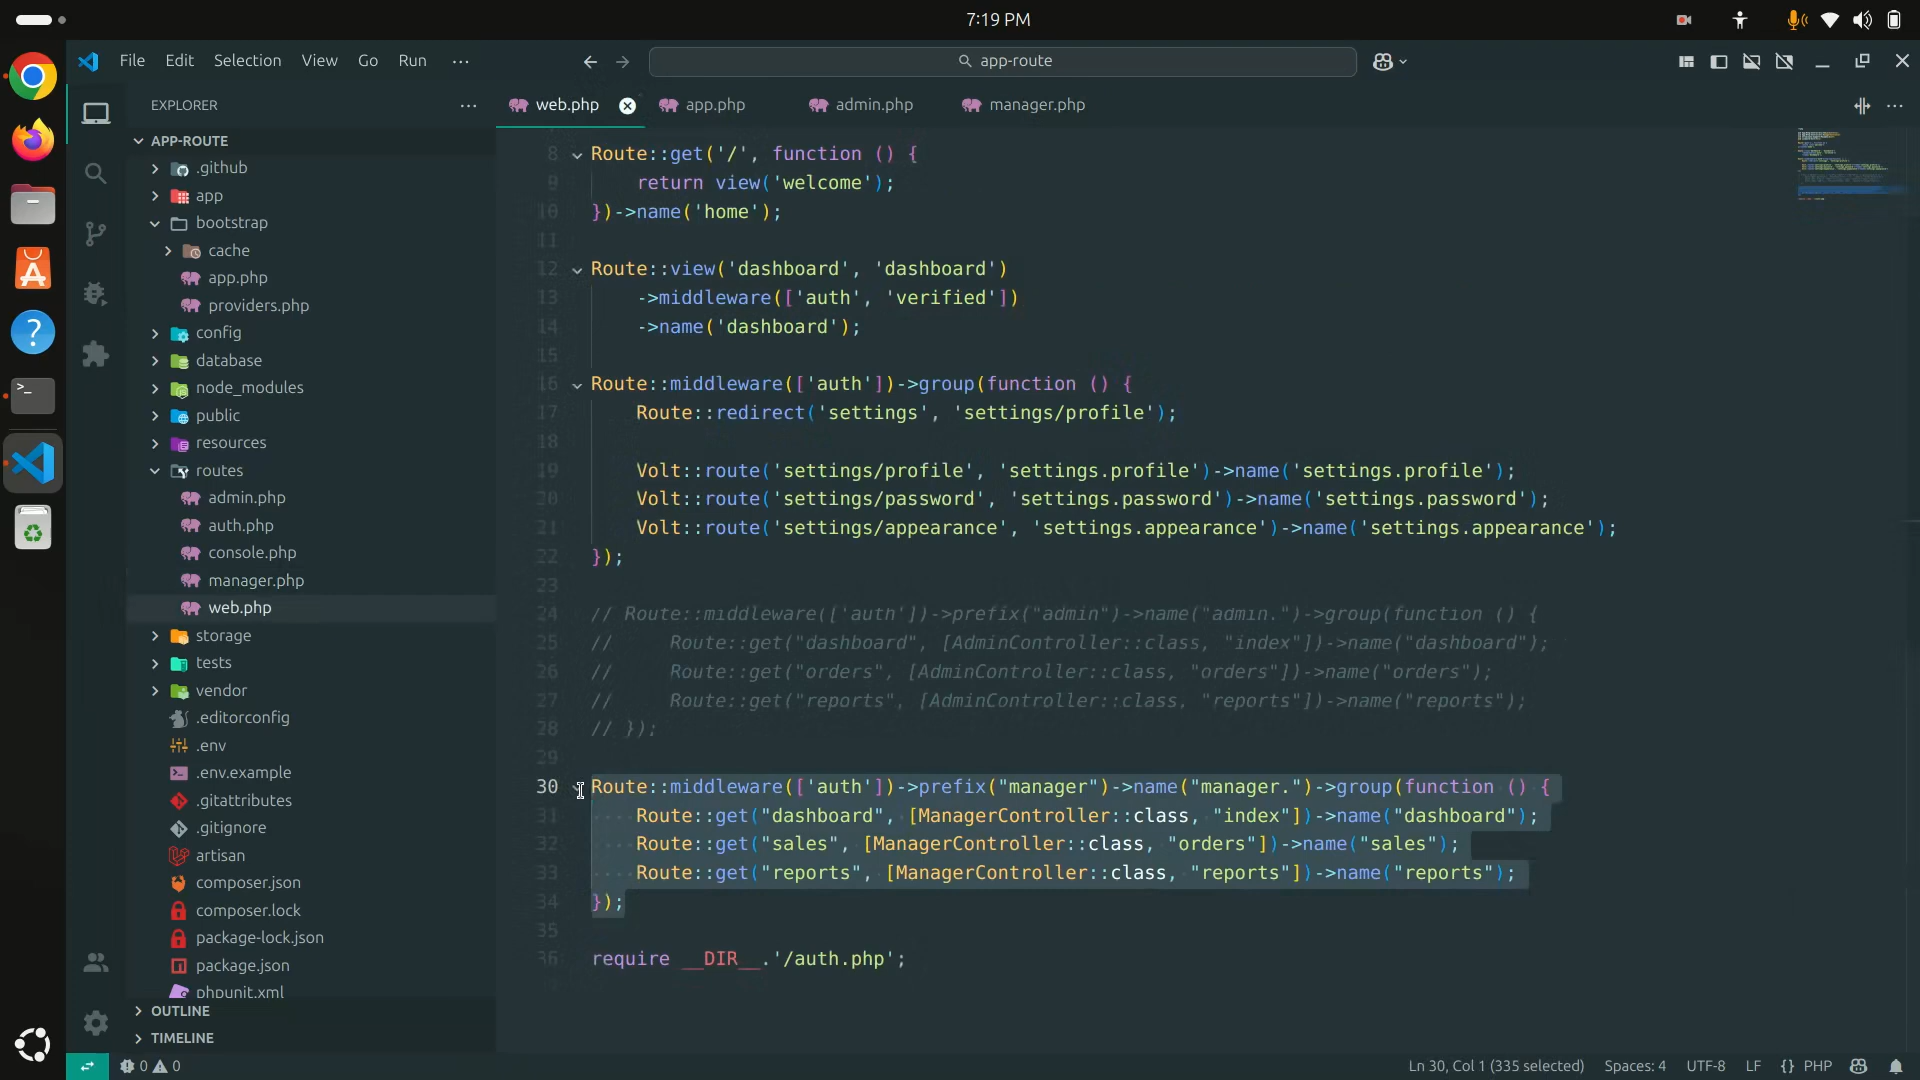 7:19 PM
File Edit Selection View Go Run ···
app-route
EXPLORER
web.php
app.php
admin.php
manager.php
APP-ROUTE
.github
app
bootstrap
cache
app.php
providers.php
config
database
node_modules
public
resources
routes
admin.php
auth.php
console.php
manager.php
web.php
storage
tests
vendor
.editorconfig
.env
.env.example
.gitattributes
.gitignore
artisan
composer.json
composer.lock
package-lock.json
package.json
phpunit.xml
OUTLINE
TIMELINE
8 Route::get('/', function () {
9 return view('welcome');
10 })->name('home');
11
12 Route::view('dashboard', 'dashboard')
13 ->middleware(['auth', 'verified'])
14 ->name('dashboard');
15
16 Route::middleware(['auth'])->group(function () {
17 Route::redirect('settings', 'settings/profile');
18
19 Volt::route('settings/profile', 'settings.profile')->name('settings.profile');
20 Volt::route('settings/password', 'settings.password')->name('settings.password');
21 Volt::route('settings/appearance', 'settings.appearance')->name('settings.appearance');
22 });
23
24 // Route::middleware(['auth'])->prefix("admin")->name("admin.")->group(function () {
25 // Route::get("dashboard", [AdminController::class, "index"])->name("dashboard");
26 // Route::get("orders", [AdminController::class, "orders"])->name("orders");
27 // Route::get("reports", [AdminController::class, "reports"])->name("reports");
28 // });
29
30 Route::middleware(['auth'])->prefix("manager")->name("manager.")->group(function () {
31 Route::get("dashboard", [ManagerController::class, "index"])->name("dashboard");
32 Route::get("sales", [ManagerController::class, "orders"])->name("sales");
33 Route::get("reports", [ManagerController::class, "reports"])->name("reports");
34 });
35
36 require __DIR__.'/auth.php';
0 0
Ln 30, Col 1 (335 selected) Spaces: 4 UTF-8 LF {} PHP